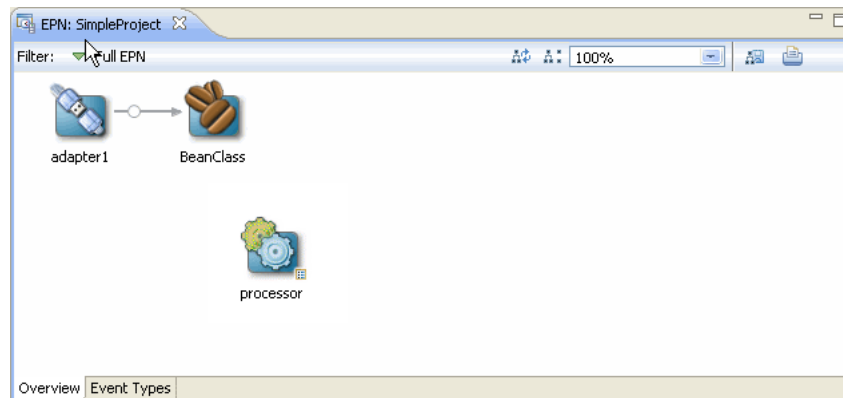 EPN: SimpleProject
Filter: Full EPN 100%
adapter1 BeanClass
processor
Overview Event Types